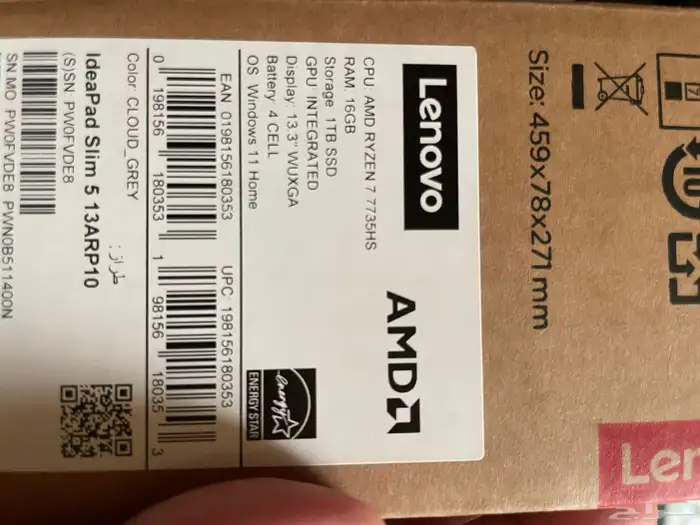 Size: 459x78x271 mm
Lenovo
AMD
CPU: AMD RYZEN 7 7735HS
RAM: 16GB
Storage 1TB SSD
GPU INTEGRATED
Display: 13.3" WUXGA
Battery 4 CELL
OS Windows 11 Home
energy
ENERGY STAR
EAN 0198156180353
0 198156 180353
UPC: 198156180353
1 98156 18035 3
Color: CLOUD_GREY
طراز :
IdeaPad Slim 5 13ARP10
(S)SN PW0FVDE8
SN MO PW0FVDE8 PWN0B511400N
Len